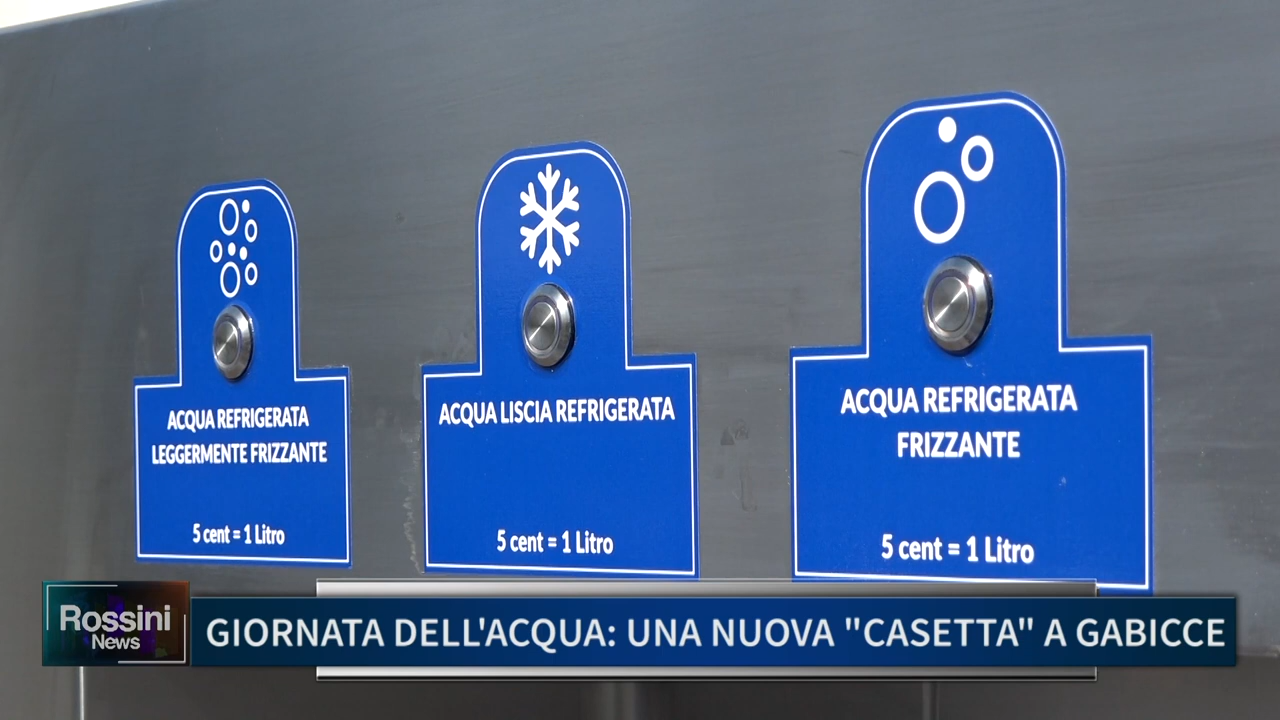 ACQUA REFRIGERATA
LEGGERMENTE FRIZZANTE
5 cent = 1 Litro
ACQUA LISCIA REFRIGERATA
5 cent = 1 Litro
ACQUA REFRIGERATA
FRIZZANTE
5 cent = 1 Litro
Rossini
News
GIORNATA DELL'ACQUA: UNA NUOVA "CASETTA" A GABICCE